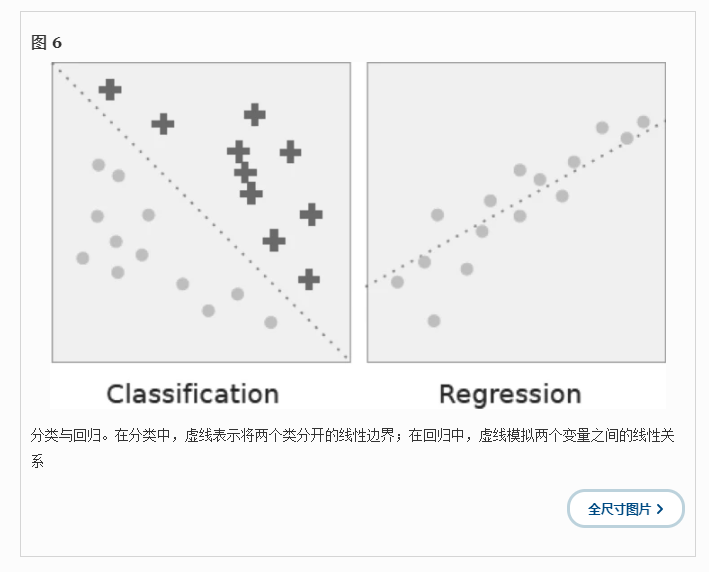 图 6
Classification
Regression
分类与回归。在分类中，虚线表示将两个类分开的线性边界；在回归中，虚线模拟两个变量之间的线性关
系
全尺寸图片